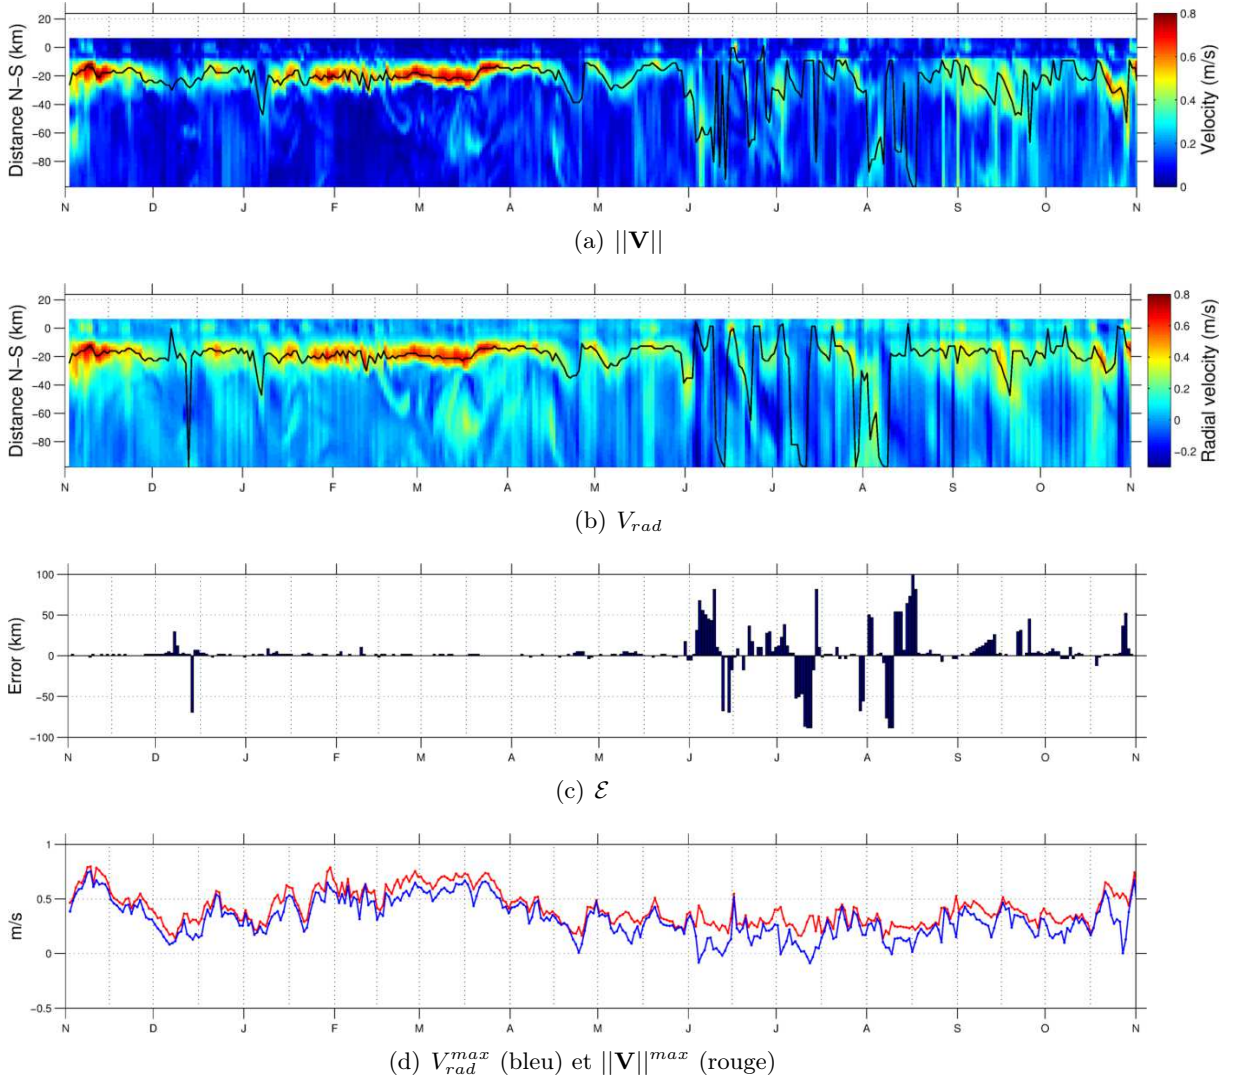 20
0
−20
−40
−60
−80
Distance N−S (km)
N D J F M A M J J A S O N
0.8
0.6
0.4
0.2
0
Velocity (m/s)
(a) ||V||
20
0
−20
−40
−60
−80
Distance N−S (km)
N D J F M A M J J A S O N
0.8
0.6
0.4
0.2
0
−0.2
Radial velocity (m/s)
(b) V_rad
100
50
0
−50
−100
Error (km)
N D J F M A M J J A S O N
(c) ℰ
1
0.5
0
−0.5
m/s
N D J F M A M J J A S O N
(d) V_rad^max (bleu) et ||V||^max (rouge)